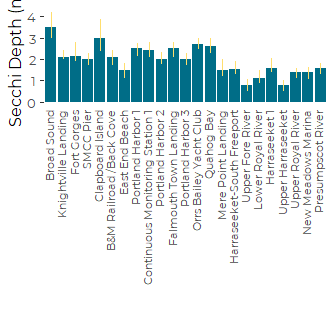 Secchi Depth (m
4
3
2
1
0
Broad Sound
Knightville Landing
Fort Gorges
SMCC Pier
Clapboard Island
B&M Railroad / Back Cove
East End Beach
Portland Harbor 1
Continuous Monitoring Station 1
Portland Harbor 2
Falmouth Town Landing
Portland Harbor 3
Orrs Bailey Yacht Club
Quahog Bay
Mere Point Landing
Harraseeket-South Freeport
Upper Fore River
Lower Royal River
Harraseeket 1
Upper Harraseeket
Upper Royal River
New Meadows Marina
Presumpscot River